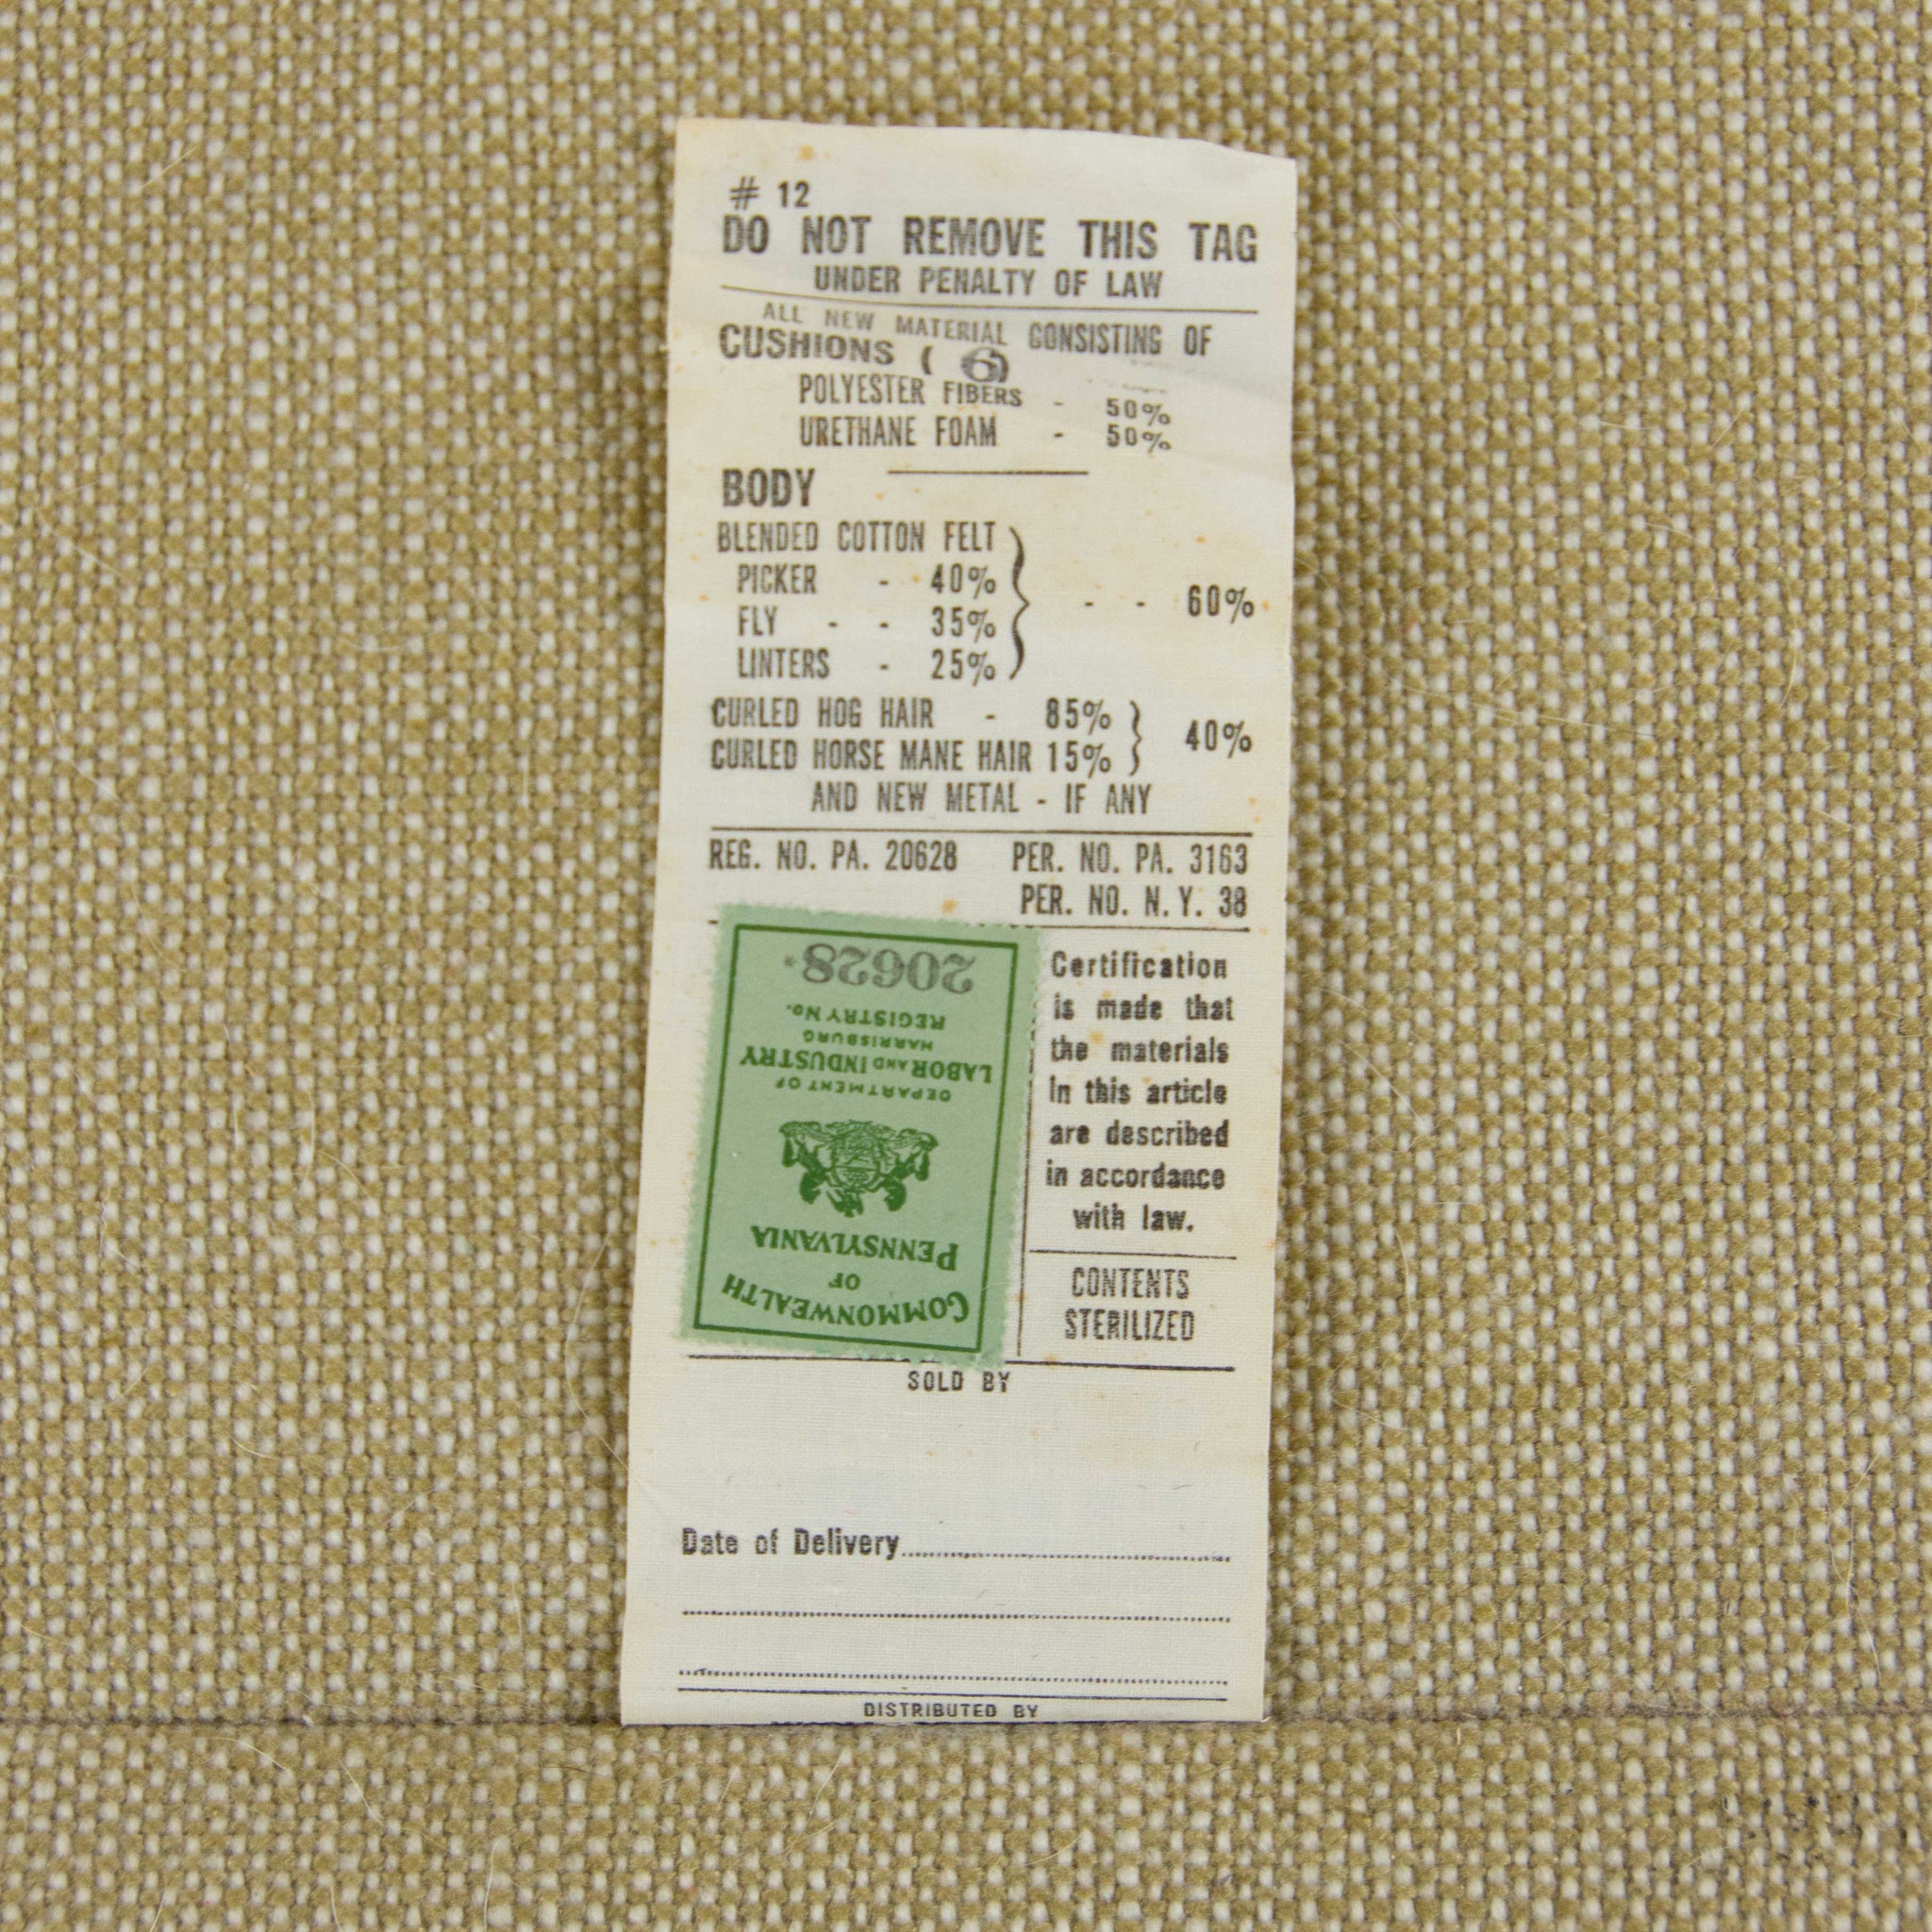 # 12
DO NOT REMOVE THIS TAG
UNDER PENALTY OF LAW
ALL NEW MATERIAL CONSISTING OF
CUSHIONS ( 6)
POLYESTER FIBERS - 50%
URETHANE FOAM - 50%
BODY
BLENDED COTTON FELT
PICKER - 40%
FLY - - 35%
LINTERS - 25%
} - - 60%
CURLED HOG HAIR - 85%
CURLED HORSE MANE HAIR 15%
} 40%
AND NEW METAL - IF ANY
REG. NO. PA. 20628 PER. NO. PA. 3163
PER. NO. N.Y. 38
COMMONWEALTH
OF
PENNSYLVANIA
DEPARTMENT OF
LABOR AND INDUSTRY
HARRISBURG
REGISTRY No.
20628*
Certification
is made that
the materials
in this article
are described
in accordance
with law.
CONTENTS
STERILIZED
SOLD BY
Date of Delivery
DISTRIBUTED BY